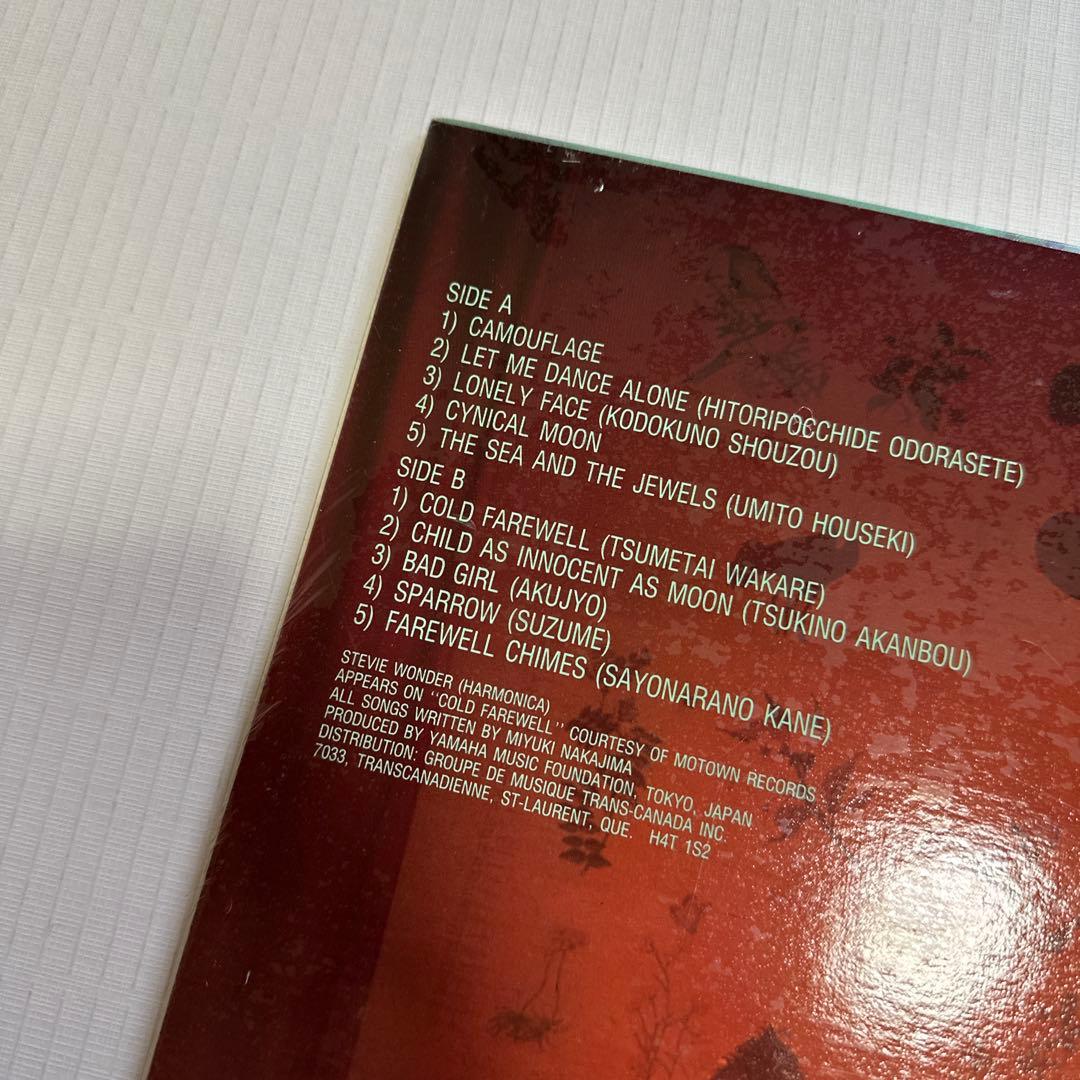 SIDE A
1) CAMOUFLAGE
2) LET ME DANCE ALONE (HITORIPOCCHIDE ODORASETE)
3) LONELY FACE (KODOKUNO SHOUZOU)
4) CYNICAL MOON
5) THE SEA AND THE JEWELS (UMITO HOUSEKI)
SIDE B
1) COLD FAREWELL (TSUMETAI WAKARE)
2) CHILD AS INNOCENT AS MOON (TSUKINO AKANBOU)
3) BAD GIRL (AKUJYO)
4) SPARROW (SUZUME)
5) FAREWELL CHIMES (SAYONARANO KANE)
STEVIE WONDER (HARMONICA)
APPEARS ON "COLD FAREWELL" COURTESY OF MOTOWN RECORDS
ALL SONGS WRITTEN BY MIYUKI NAKAJIMA
PRODUCED BY YAMAHA MUSIC FOUNDATION, TOKYO, JAPAN
DISTRIBUTION: GROUPE DE MUSIQUE TRANS-CANADA INC.
7033, TRANSCANADIENNE, ST-LAURENT, QUE. H4T 1S2